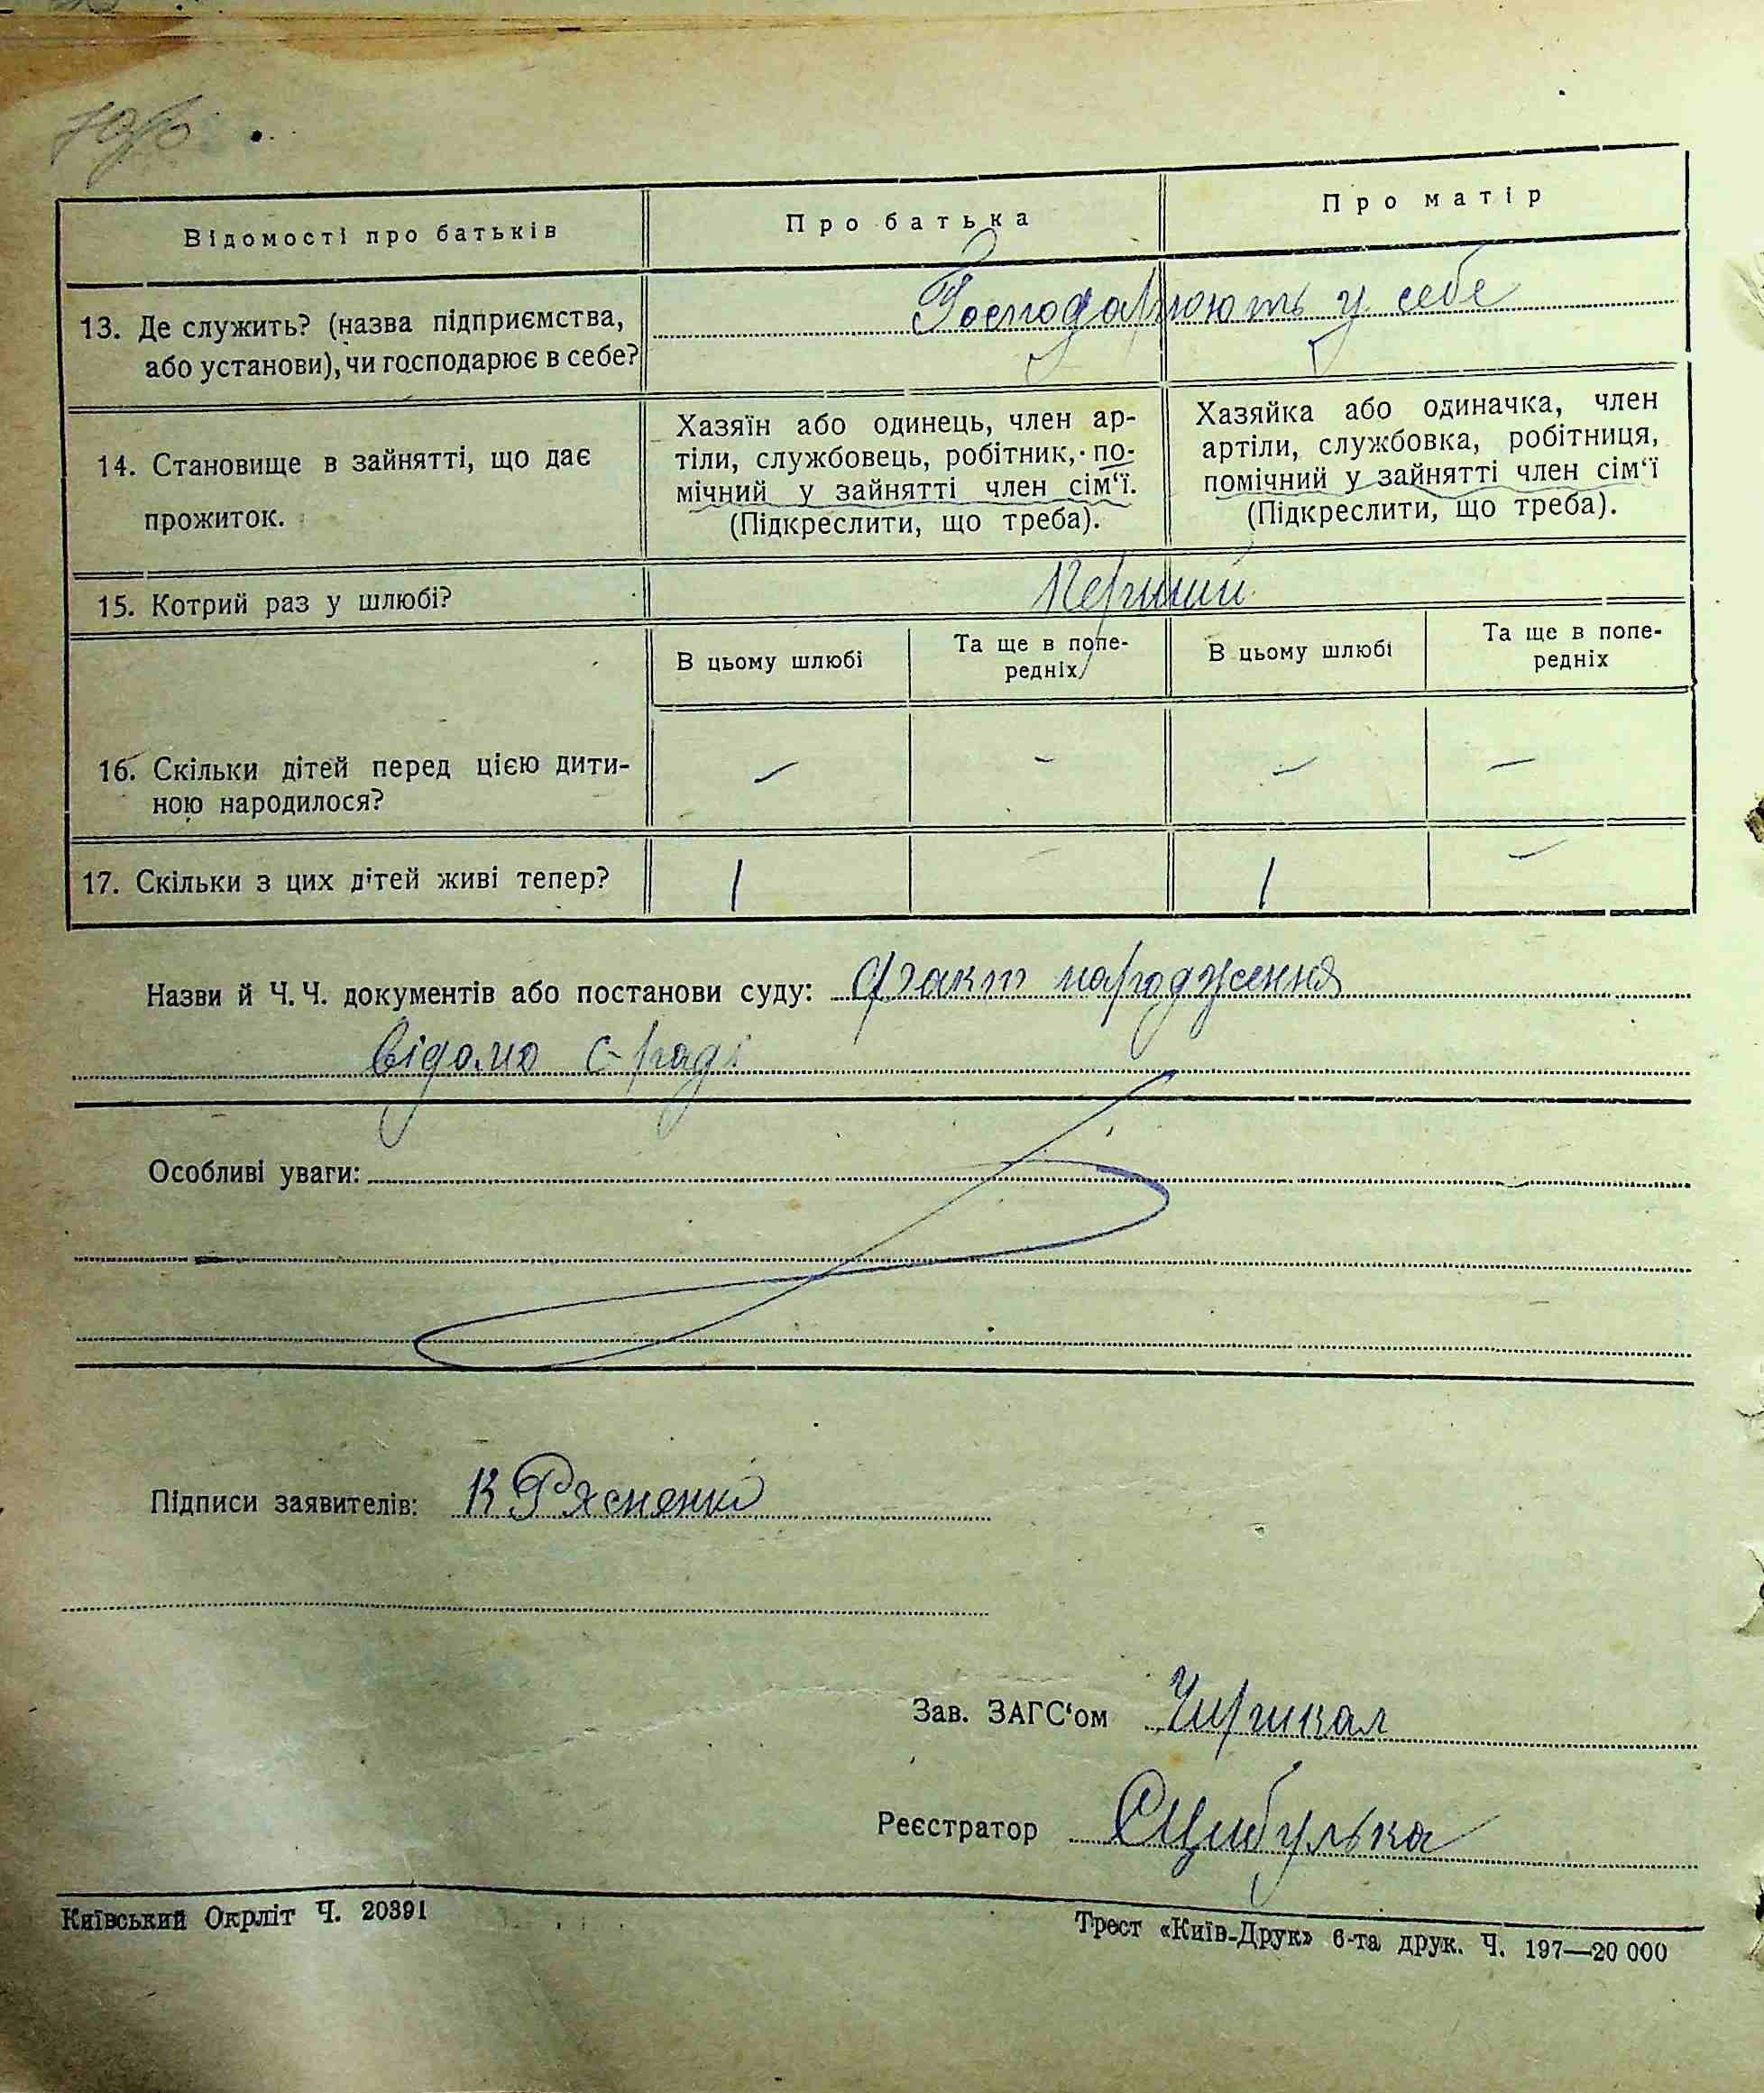 Відомості про батьків Про батька Про матір
13. Де служить? (назва підприємства,
або установи), чи господарює в себе?
Господарюють у себе
14. Становище в зайнятті, що дає
прожиток.
Хазяїн або одинець, член ар-
тіли, службовець, робітник, по-
мічний у зайнятті член сім‘ї.
(Підкреслити, що треба).
Хазяйка або одиначка, член
артіли, службовка, робітниця,
помічний у зайнятті член сім‘ї
(Підкреслити, що треба).
15. Котрий раз у шлюбі? Перший
В цьому шлюбі
Та ще в попе-
редніх
В цьому шлюбі
Та ще в попе-
редніх
16. Скільки дітей перед цією дити-
ною народилося?
– – – –
17. Скільки з цих дітей живі тепер? 1 – 1 –
Назви й Ч. Ч. документів або постанови суду: Факт народження
відомо с-раді
Особливі уваги:
Підписи заявителів: К Рясненко
Зав. ЗАГС‘ом
Реєстратор Єцибулька
Київський Окрліт Ч. 20391
Трест «Київ-Друк» 6-та друк. Ч. 197—20 000